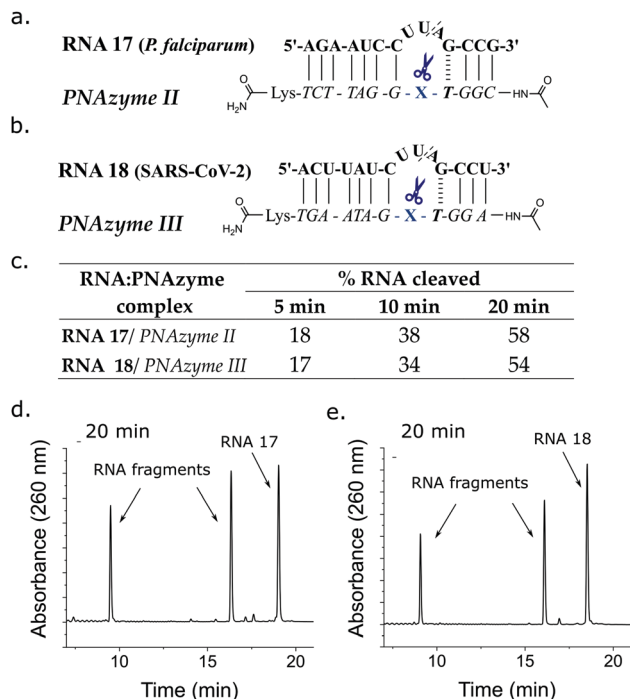 a.
RNA 17 (P. falciparum) 5'-AGA-AUC-C U U A G-CCG-3'
PNAzyme II H₂N O Lys-TCT - TAG - G - X - T-GGC — HN O
b.
RNA 18 (SARS-CoV-2) 5'-ACU-UAU-C U U A G-CCU-3'
PNAzyme III H₂N O Lys-TGA - ATA-G - X - T-GG A — HN O
c.
RNA:PNAzyme complex % RNA cleaved
5 min 10 min 20 min
RNA 17/ PNAzyme II 18 38 58
RNA 18/ PNAzyme III 17 34 54
d.
20 min
RNA 17
RNA fragments
Absorbance (260 nm)
10 15 20
Time (min)
e.
20 min
RNA 18
RNA fragments
Absorbance (260 nm)
10 15 20
Time (min)